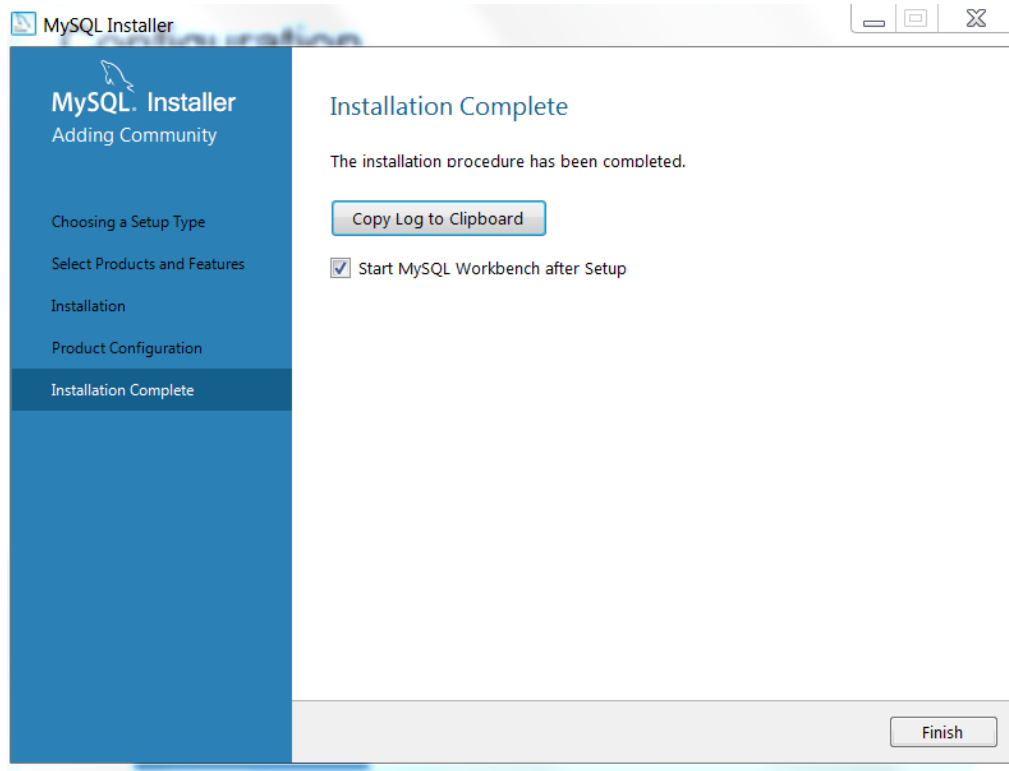 MySQL Installer
Configuration
MySQL. Installer
Adding Community
Choosing a Setup Type
Select Products and Features
Installation
Product Configuration
Installation Complete
Installation Complete
The installation procedure has been completed.
Copy Log to Clipboard
Start MySQL Workbench after Setup
Finish